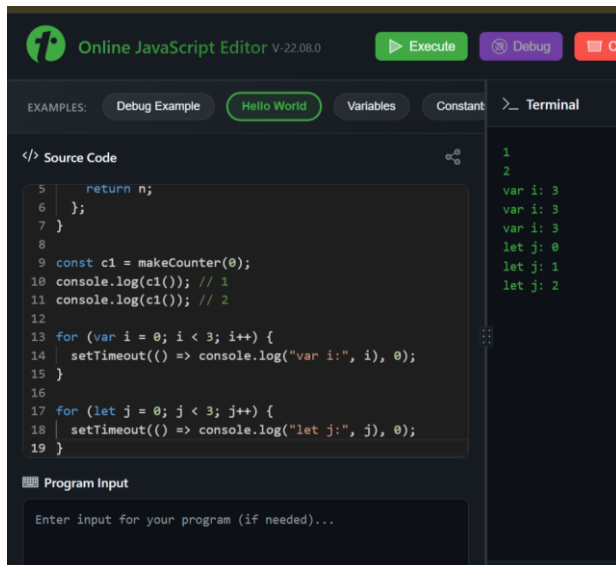 Online JavaScript Editor V-22.08.0
Execute
Debug
EXAMPLES:
Debug Example
Hello World
Variables
Constant
</> Source Code
5     return n;
6   };
7 }
8
9 const c1 = makeCounter(0);
10 console.log(c1()); // 1
11 console.log(c1()); // 2
12
13 for (var i = 0; i < 3; i++) {
14   setTimeout(() => console.log("var i:", i), 0);
15 }
16
17 for (let j = 0; j < 3; j++) {
18   setTimeout(() => console.log("let j:", j), 0);
19 }
Program Input
Enter input for your program (if needed)...
>_ Terminal
1
2
var i: 3
var i: 3
var i: 3
let j: 0
let j: 1
let j: 2